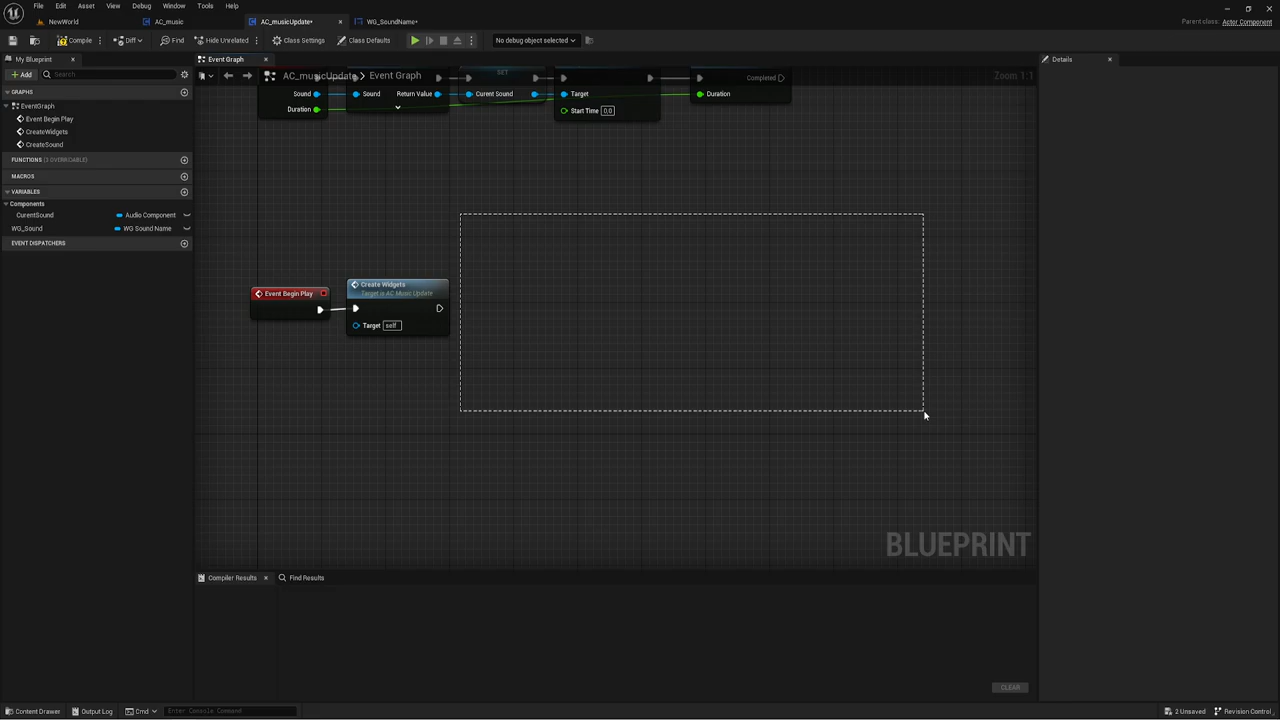 File Edit Asset View Debug Window Tools Help
NewWorld AC_music AC_musicUpdate* WG_SoundName*
Parent class: Actor Component
Compile Diff Find Hide Unrelated Class Settings Class Defaults No debug object selected
My Blueprint Event Graph Details
Add Search
AC_musicUpdate > Event Graph Zoom 1:1
SET
Completed
GRAPHS
EventGraph
Event Begin Play
CreateWidgets
CreateSound
FUNCTIONS (3 OVERRIDABLE)
MACROS
VARIABLES
Components
CurentSound Audio Component
WG_Sound WG Sound Name
EVENT DISPATCHERS
Sound Sound Return Value Curent Sound Target Duration
Duration Start Time 0,0
Event Begin Play
Create Widgets
Target is AC Music Update
Target self
BLUEPRINT
Compiler Results Find Results
CLEAR
Content Drawer Output Log Cmd Enter Console Command 2 Unsaved Revision Control